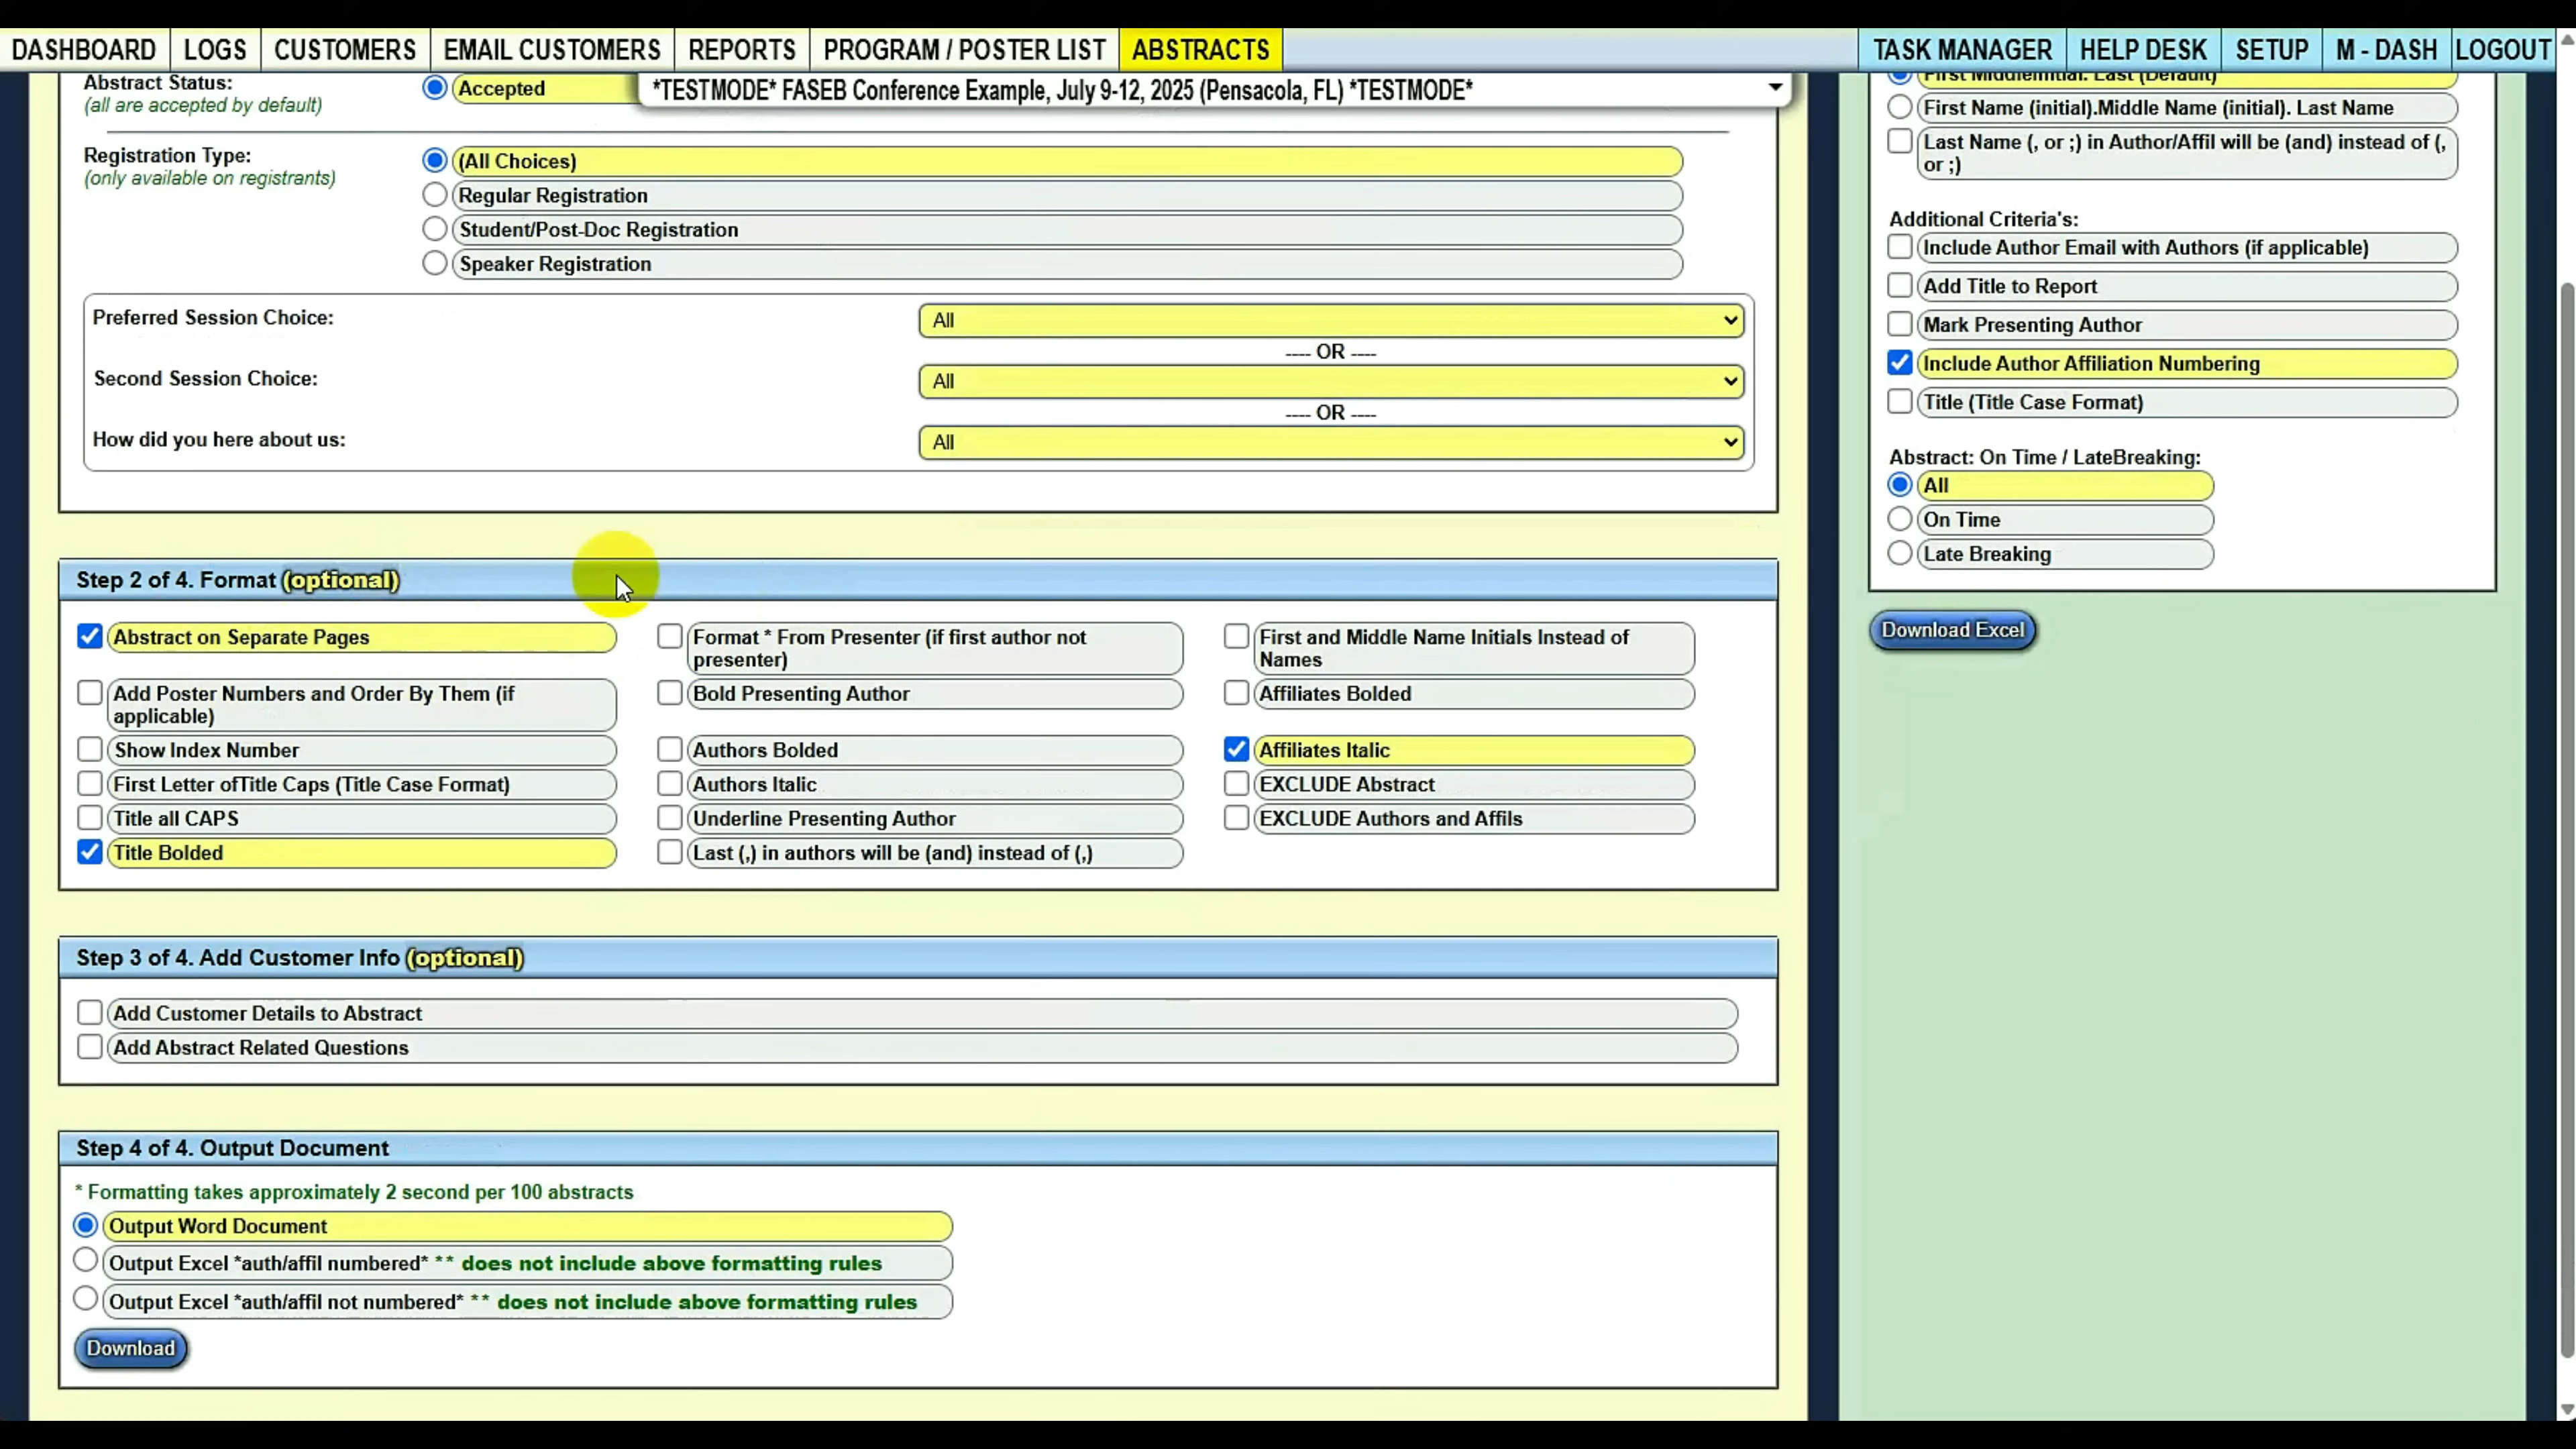 DASHBOARD LOGS CUSTOMERS EMAIL CUSTOMERS REPORTS PROGRAM / POSTER LIST ABSTRACTS TASK MANAGER HELP DESK SETUP M - DASH LOGOUT
*TESTMODE* FASEB Conference Example, July 9-12, 2025 (Pensacola, FL) *TESTMODE*
Abstract Status:
(all are accepted by default)
Accepted
Registration Type:
(only available on registrants)
(All Choices)
Regular Registration
Student/Post-Doc Registration
Speaker Registration
Preferred Session Choice:
All
---- OR ----
Second Session Choice:
All
---- OR ----
How did you here about us:
All
Step 2 of 4. Format (optional)
Abstract on Separate Pages
Add Poster Numbers and Order By Them (if
applicable)
Show Index Number
First Letter ofTitle Caps (Title Case Format)
Title all CAPS
Title Bolded
Format * From Presenter (if first author not
presenter)
Bold Presenting Author
Authors Bolded
Authors Italic
Underline Presenting Author
Last (,) in authors will be (and) instead of (,)
First and Middle Name Initials Instead of
Names
Affiliates Bolded
Affiliates Italic
EXCLUDE Abstract
EXCLUDE Authors and Affils
Step 3 of 4. Add Customer Info (optional)
Add Customer Details to Abstract
Add Abstract Related Questions
Step 4 of 4. Output Document
* Formatting takes approximately 2 second per 100 abstracts
Output Word Document
Output Excel *auth/affil numbered* ** does not include above formatting rules
Output Excel *auth/affil not numbered* ** does not include above formatting rules
Download
First MiddleInitial. Last (Default)
First Name (initial).Middle Name (initial). Last Name
Last Name (, or ;) in Author/Affil will be (and) instead of (,
or ;)
Additional Criteria's:
Include Author Email with Authors (if applicable)
Add Title to Report
Mark Presenting Author
Include Author Affiliation Numbering
Title (Title Case Format)
Abstract: On Time / LateBreaking:
All
On Time
Late Breaking
Download Excel